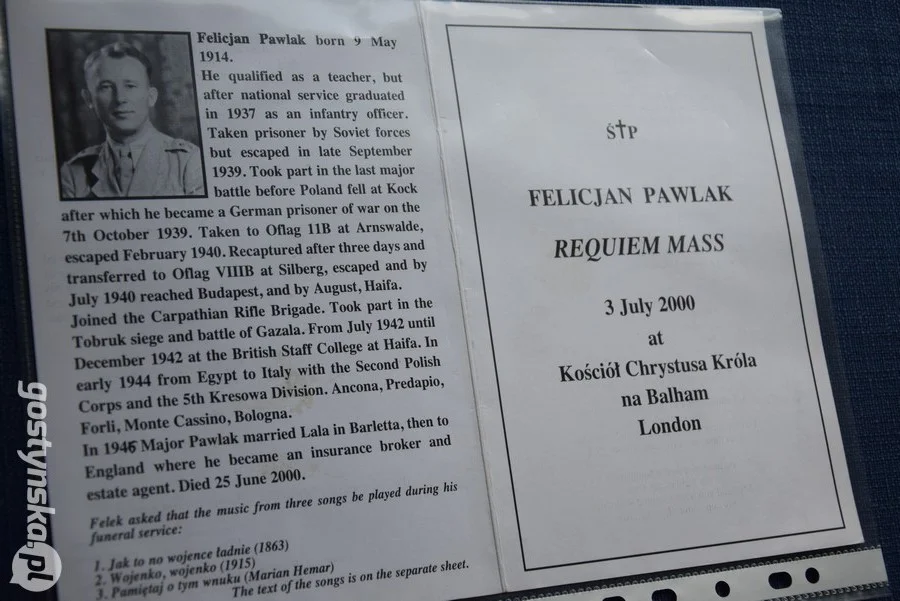 Felicjan Pawlak born 9 May
1914.
He qualified as a teacher, but
after national service graduated
in 1937 as an infantry officer.
Taken prisoner by Soviet forces
but escaped in late September
1939. Took part in the last major
battle before Poland fell at Kock
after which he became a German prisoner of war on the
7th October 1939. Taken to Oflag 11B at Arnswalde,
escaped February 1940. Recaptured after three days and
transferred to Oflag VIIIB at Silberg, escaped and by
July 1940 reached Budapest, and by August, Haifa.
Joined the Carpathian Rifle Brigade. Took part in the
Tobruk siege and battle of Gazala. From July 1942 until
December 1942 at the British Staff College at Haifa. In
early 1944 from Egypt to Italy with the Second Polish
Corps and the 5th Kresowa Division. Ancona, Predapio,
Forli, Monte Cassino, Bologna.
In 1946 Major Pawlak married Lala in Barletta, then to
England where he became an insurance broker and
estate agent. Died 25 June 2000.
Felek asked that the music from three songs be played during his
funeral service:
1. Jak to no wojence ładnie (1863)
2. Wojenko, wojenko (1915)
3. Pamiętaj o tym wnuku (Marian Hemar)
The text of the songs is on the separate sheet.
Ś†P
FELICJAN PAWLAK
REQUIEM MASS
3 July 2000
at
Kościół Chrystusa Króla
na Balham
London
gostynska.pl